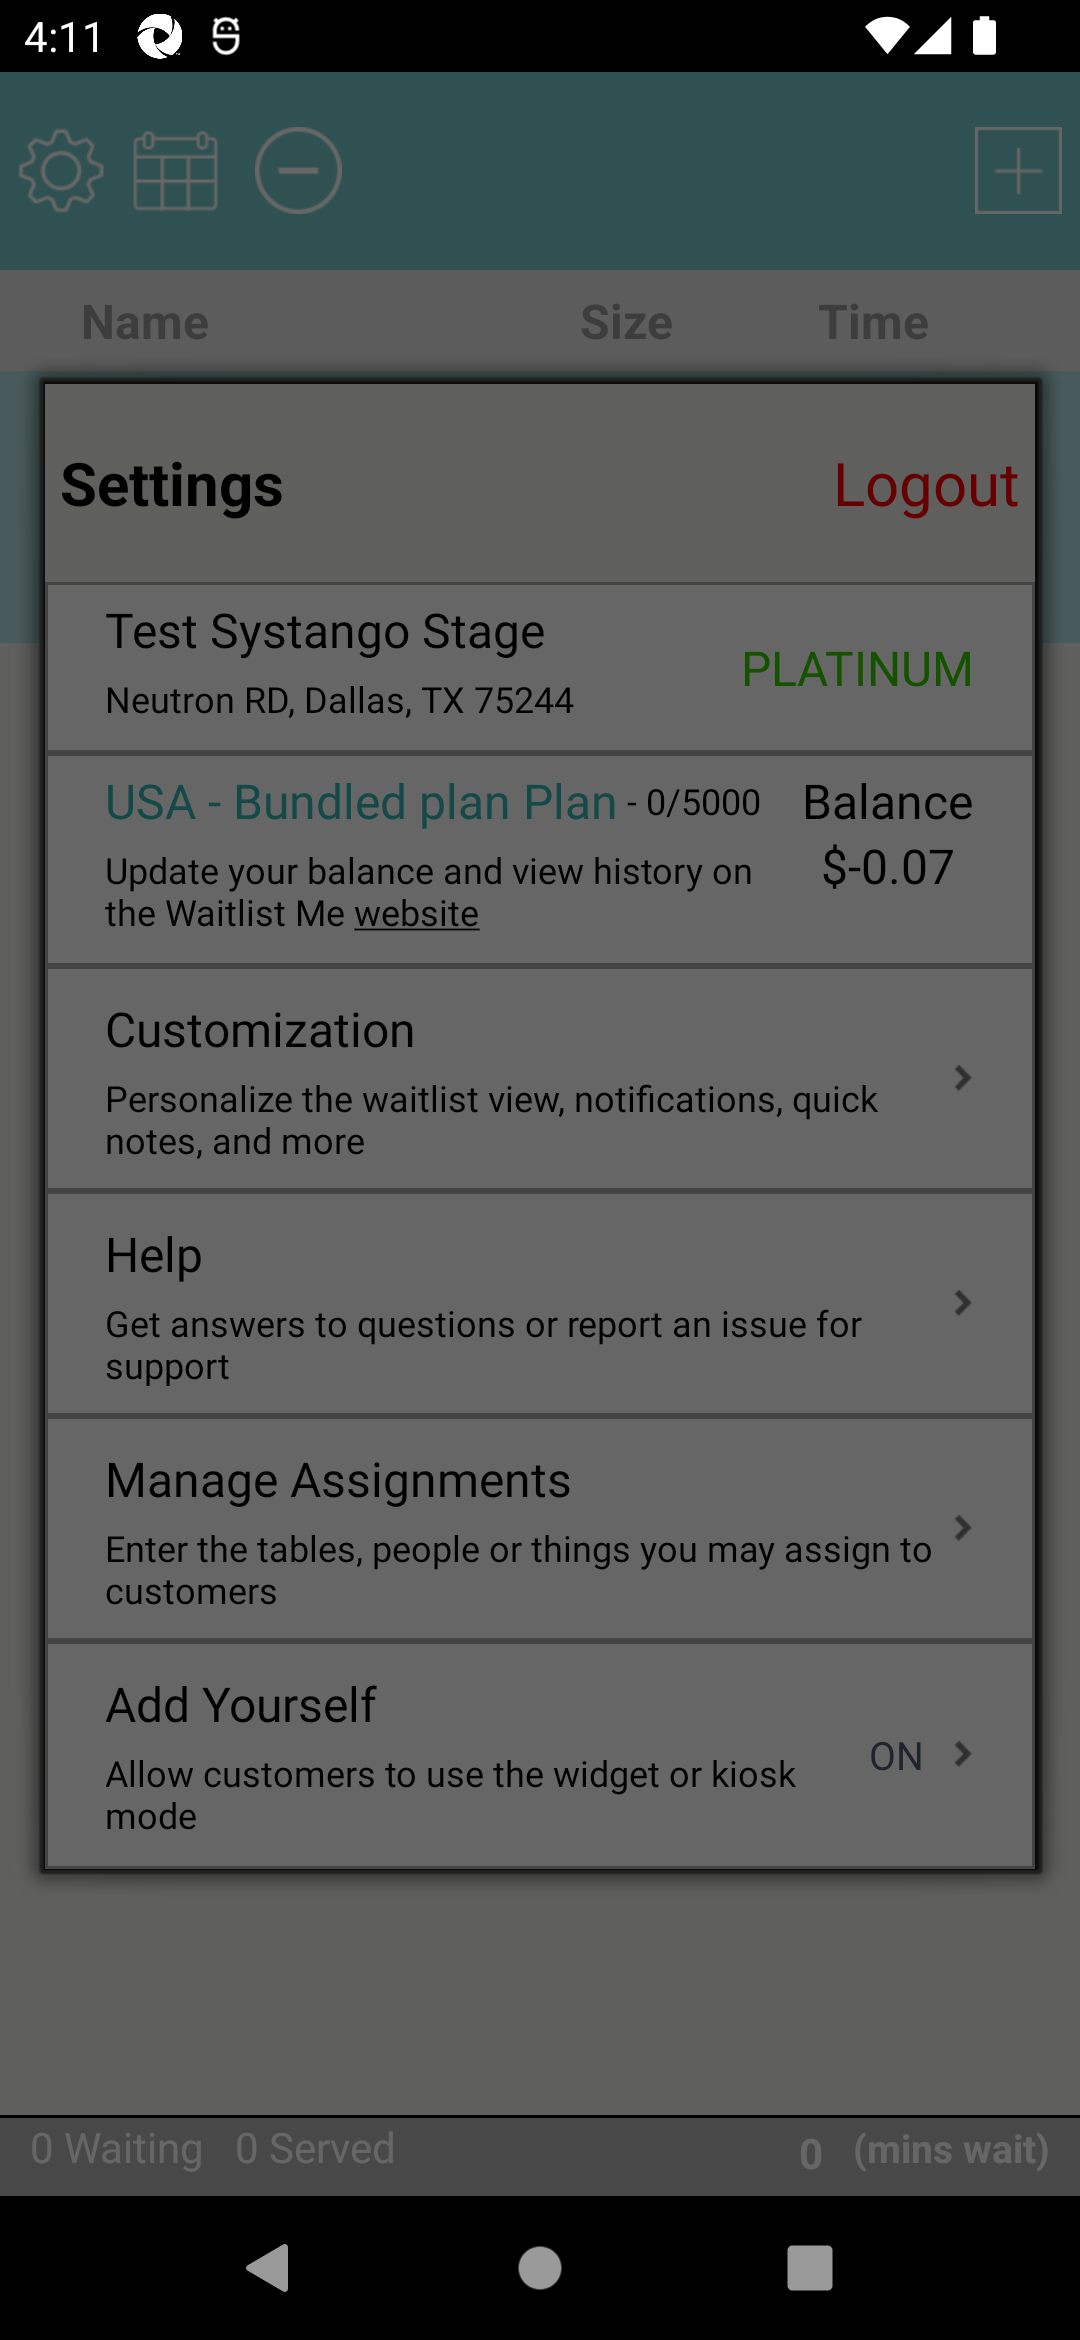 4:11
Name Size Time
Settings Logout
Test Systango Stage
PLATINUM
Neutron RD, Dallas, TX 75244
USA - Bundled plan Plan - 0/5000 Balance
$-0.07
Update your balance and view history on
the Waitlist Me website
Customization
Personalize the waitlist view, notifications, quick
notes, and more
Help
Get answers to questions or report an issue for
support
Manage Assignments
Enter the tables, people or things you may assign to
customers
Add Yourself
ON
Allow customers to use the widget or kiosk
mode
0 Waiting 0 Served 0 (mins wait)